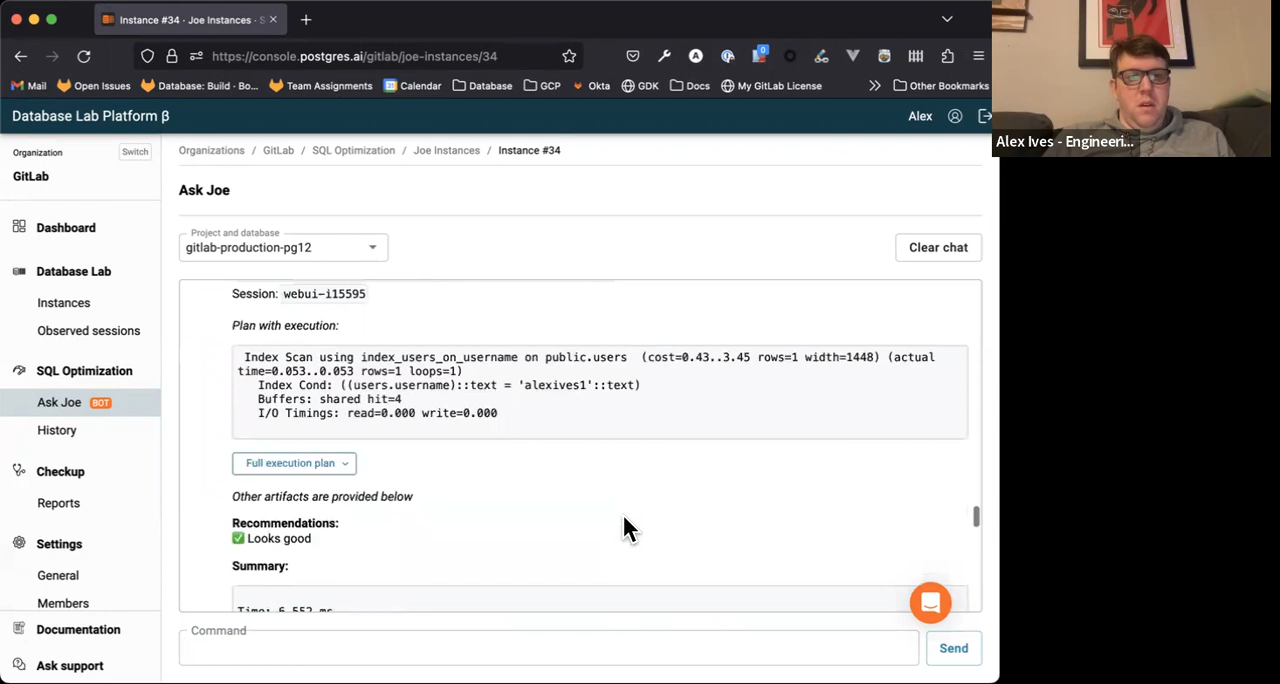 Instance #34 · Joe Instances · S
https://console.postgres.ai/gitlab/joe-instances/34
0
Mail
Open Issues
Database: Build · Bo...
Team Assignments
Calendar
Database
GCP
Okta
GDK
Docs
My GitLab License
Other Bookmarks
Database Lab Platform β
Alex
Alex Ives - Engineeri...
Organization
Switch
GitLab
Dashboard
Database Lab
Instances
Observed sessions
SQL Optimization
Ask Joe BOT
History
Checkup
Reports
Settings
General
Members
Documentation
Ask support
Organizations / GitLab / SQL Optimization / Joe Instances / Instance #34
Ask Joe
Project and database
gitlab-production-pg12
Clear chat
Session: webui-i15595
Plan with execution:
Index Scan using index_users_on_username on public.users (cost=0.43..3.45 rows=1 width=1448) (actual
time=0.053..0.053 rows=1 loops=1)
Index Cond: ((users.username)::text = 'alexives1'::text)
Buffers: shared hit=4
I/O Timings: read=0.000 write=0.000
Full execution plan
Other artifacts are provided below
Recommendations:
✅ Looks good
Summary:
Time: 6.552 ms
Command
Send